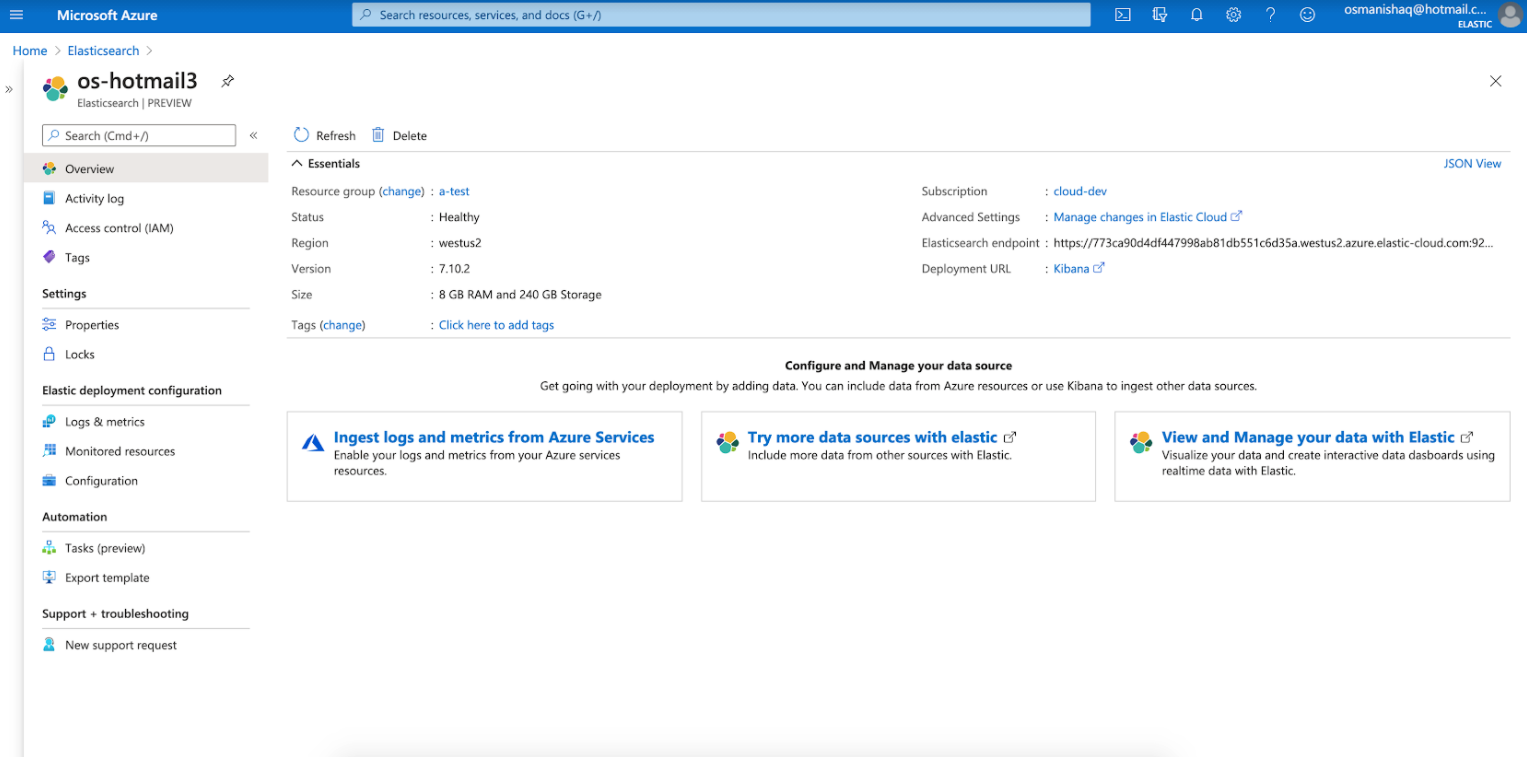 Microsoft Azure
Search resources, services, and docs (G+/)
osmanishaq@hotmail.c...
ELASTIC
Home > Elasticsearch >
os-hotmail3
Elasticsearch | PREVIEW
Search (Cmd+/)
Overview
Activity log
Access control (IAM)
Tags
Settings
Properties
Locks
Elastic deployment configuration
Logs & metrics
Monitored resources
Configuration
Automation
Tasks (preview)
Export template
Support + troubleshooting
New support request
Refresh Delete
Essentials
JSON View
Resource group (change) : a-test
Status : Healthy
Region : westus2
Version : 7.10.2
Size : 8 GB RAM and 240 GB Storage
Tags (change) : Click here to add tags
Subscription : cloud-dev
Advanced Settings : Manage changes in Elastic Cloud
Elasticsearch endpoint : https://773ca90d4df447998ab81db551c6d35a.westus2.azure.elastic-cloud.com:92...
Deployment URL : Kibana
Configure and Manage your data source
Get going with your deployment by adding data. You can include data from Azure resources or use Kibana to ingest other data sources.
Ingest logs and metrics from Azure Services
Enable your logs and metrics from your Azure services
resources.
Try more data sources with elastic
Include more data from other sources with Elastic.
View and Manage your data with Elastic
Visualize your data and create interactive data dasboards using
realtime data with Elastic.